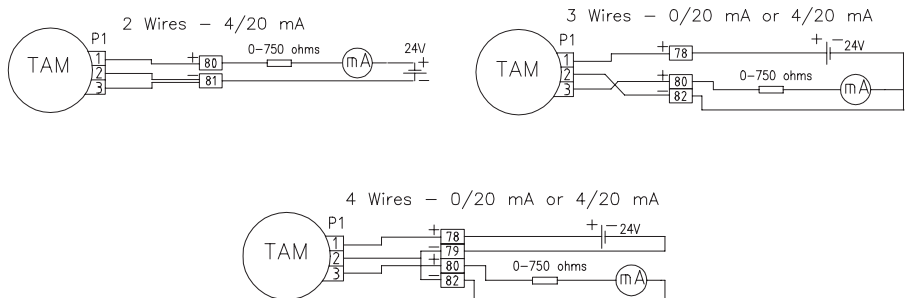 2 Wires – 4/20 mA
P1
TAM
1
2
3
+ 80
– 81
0–750 ohms
mA
24V
+
–
3 Wires – 0/20 mA or 4/20 mA
P1
TAM
1
2
3
+ 78
+ 80
– 82
+ – 24V
0–750 ohms
mA
4 Wires – 0/20 mA or 4/20 mA
P1
TAM
1
2
3
+ 78
– 79
+ 80
– 82
+ – 24V
0–750 ohms
mA